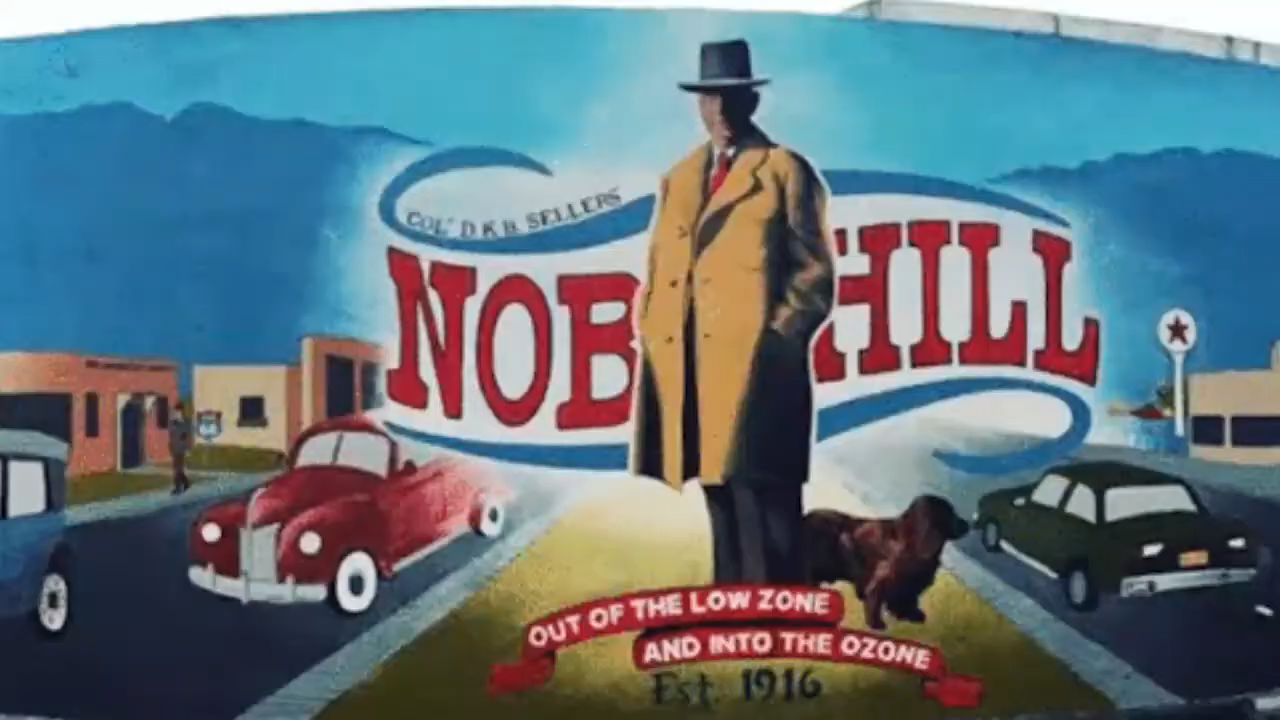 COL' D.K.B. SELLERS'
NOB HILL
OUT OF THE LOW ZONE
AND INTO THE OZONE
Est. 1916